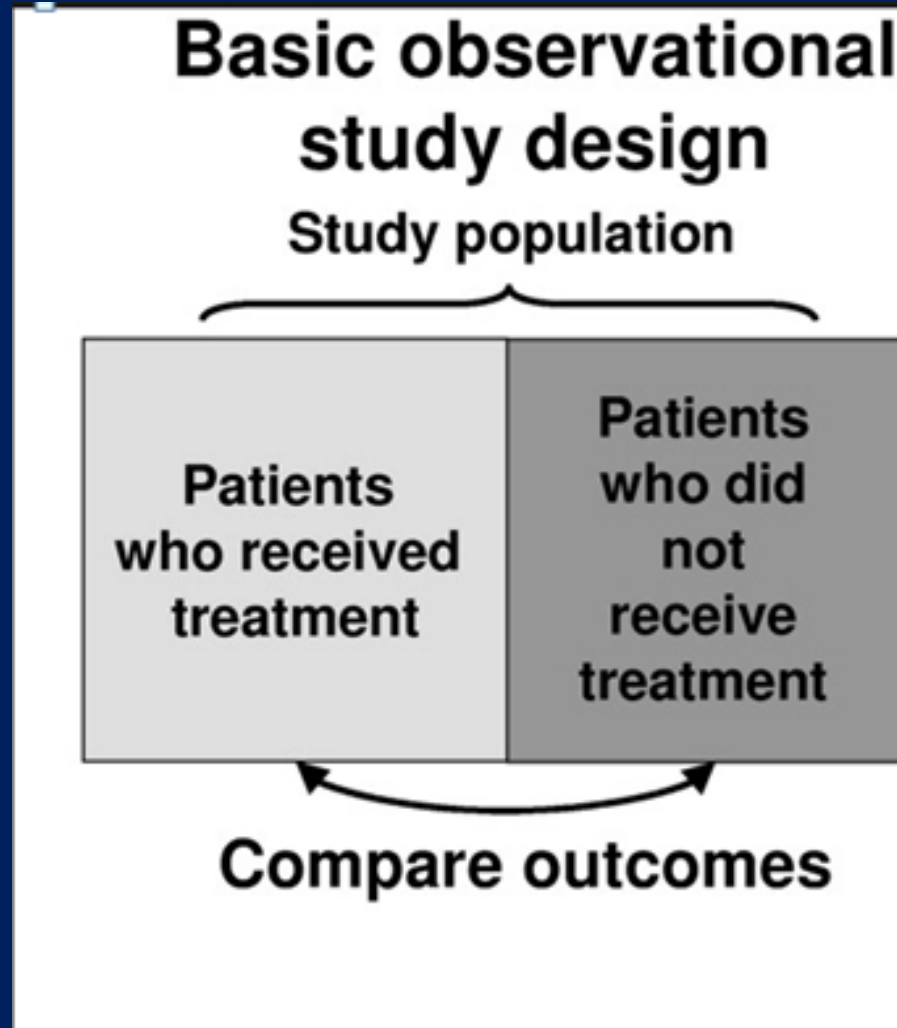 Basic observational
study design
Study population
Patients
who received
treatment
Patients
who did
not
receive
treatment
Compare outcomes